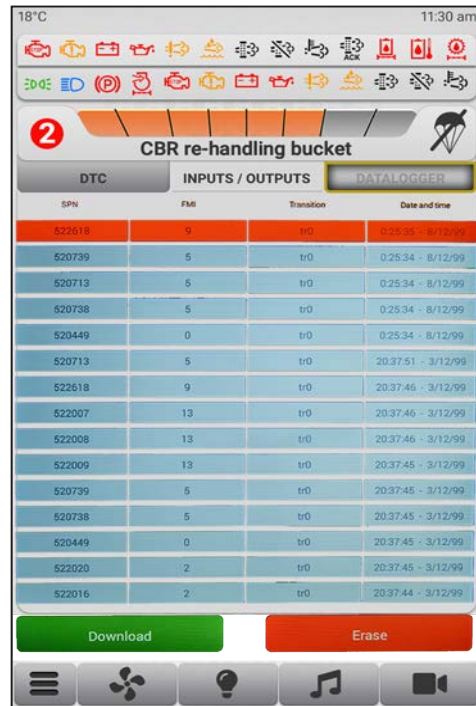 18°C 11:30 am
STOP
ACK
2
CBR re-handling bucket
DTC INPUTS / OUTPUTS DATALOGGER
SPN FMI Transition Date and time
522618 9 tr0 0:25:35 - 8/12/99
520739 5 tr0 0:25:34 - 8/12/99
520713 5 tr0 0:25:34 - 8/12/99
520738 5 tr0 0:25:34 - 8/12/99
520449 0 tr0 0:25:34 - 8/12/99
520713 5 tr0 20:37:51 - 3/12/99
522618 9 tr0 20:37:46 - 3/12/99
522007 13 tr0 20:37:46 - 3/12/99
522008 13 tr0 20:37:46 - 3/12/99
522009 13 tr0 20:37:45 - 3/12/99
520739 5 tr0 20:37:45 - 3/12/99
520738 5 tr0 20:37:45 - 3/12/99
520449 0 tr0 20:37:45 - 3/12/99
522020 2 tr0 20:37:45 - 3/12/99
522016 2 tr0 20:37:44 - 3/12/99
Download Erase